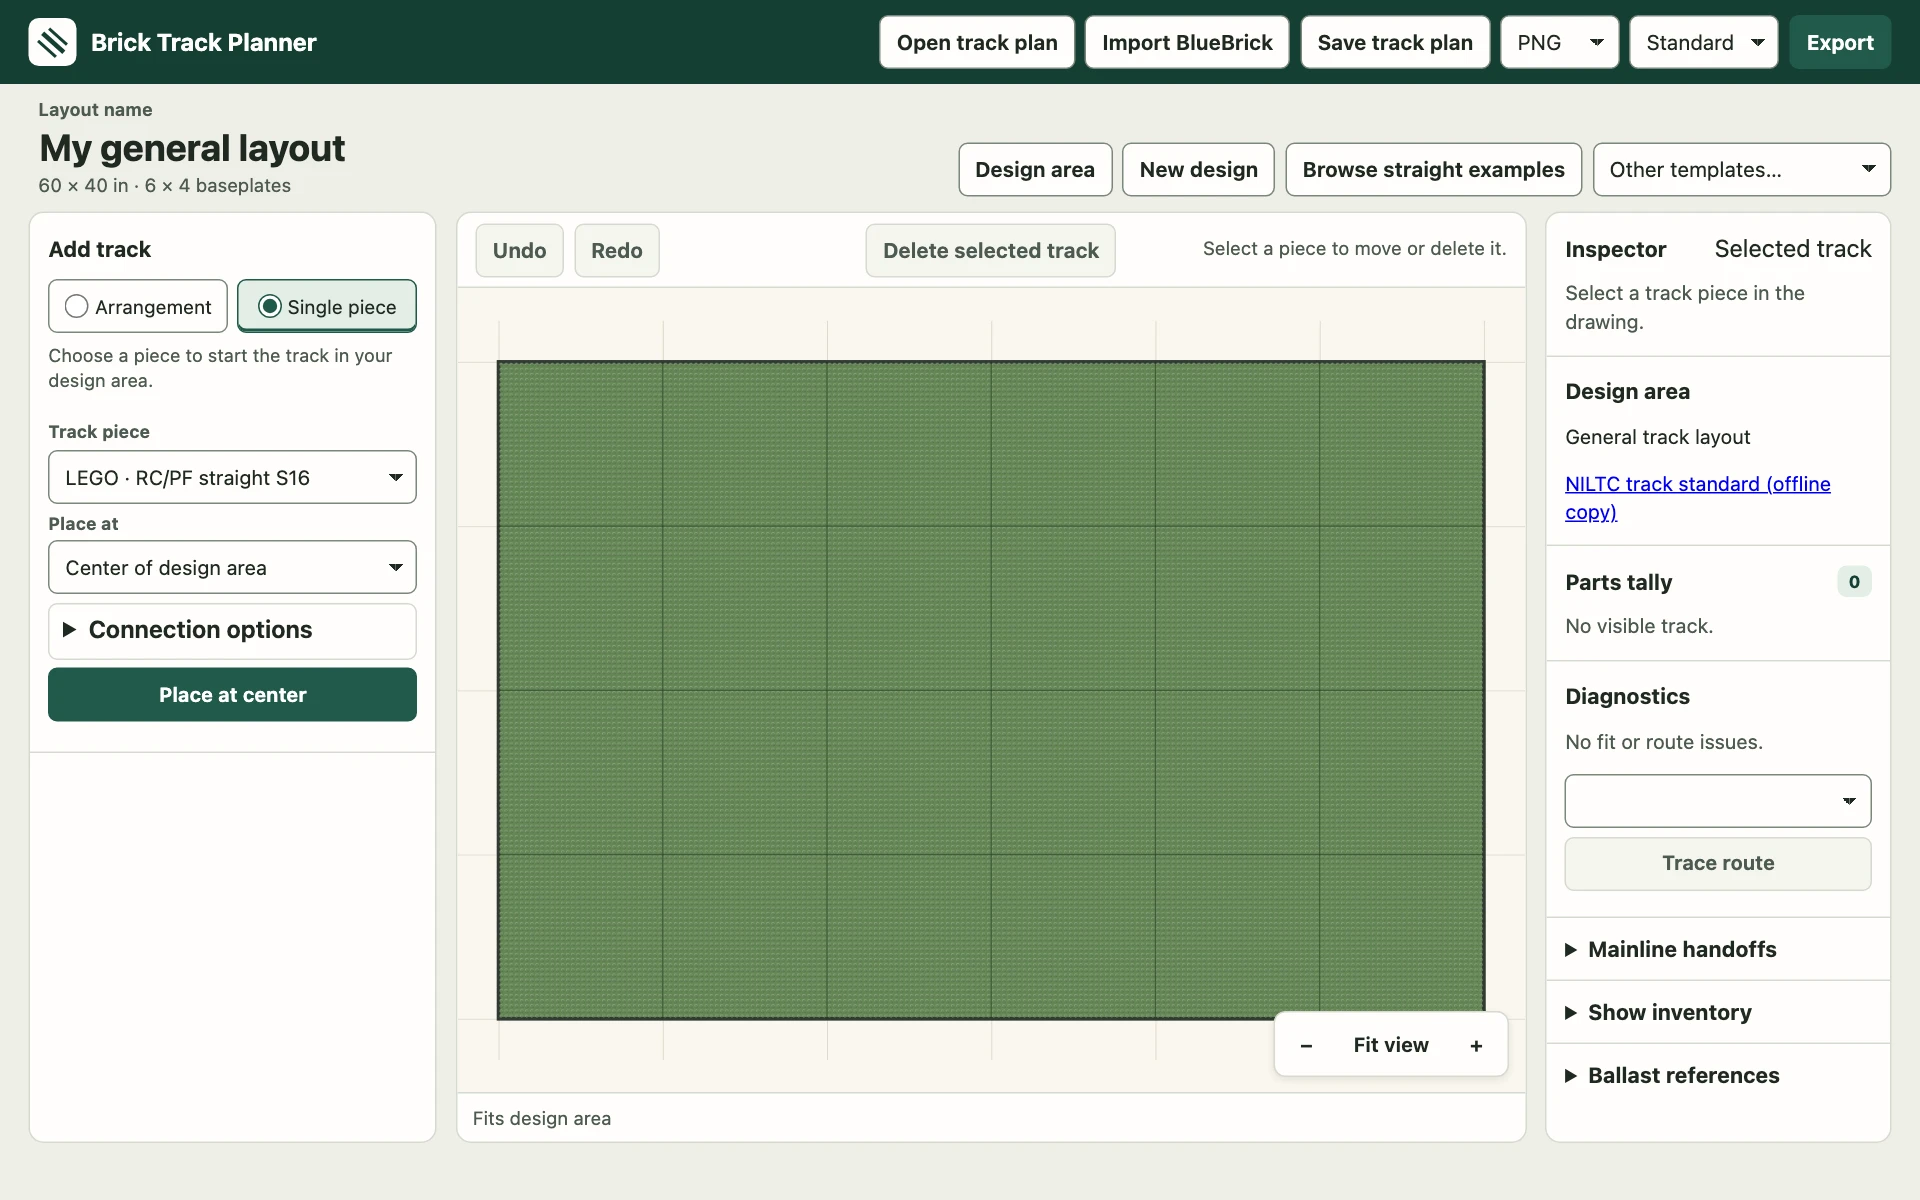 Brick Track Planner
Open track plan
Import BlueBrick
Save track plan
PNG
Standard
Export
Layout name
My general layout
60 × 40 in · 6 × 4 baseplates
Design area
New design
Browse straight examples
Other templates...
Add track
Arrangement
Single piece
Choose a piece to start the track in your
design area.
Track piece
LEGO · RC/PF straight S16
Place at
Center of design area
Connection options
Place at center
Undo
Redo
Delete selected track
Select a piece to move or delete it.
− Fit view +
Fits design area
Inspector
Selected track
Select a track piece in the
drawing.
Design area
General track layout
NILTC track standard (offline
copy)
Parts tally
0
No visible track.
Diagnostics
No fit or route issues.
Trace route
Mainline handoffs
Show inventory
Ballast references